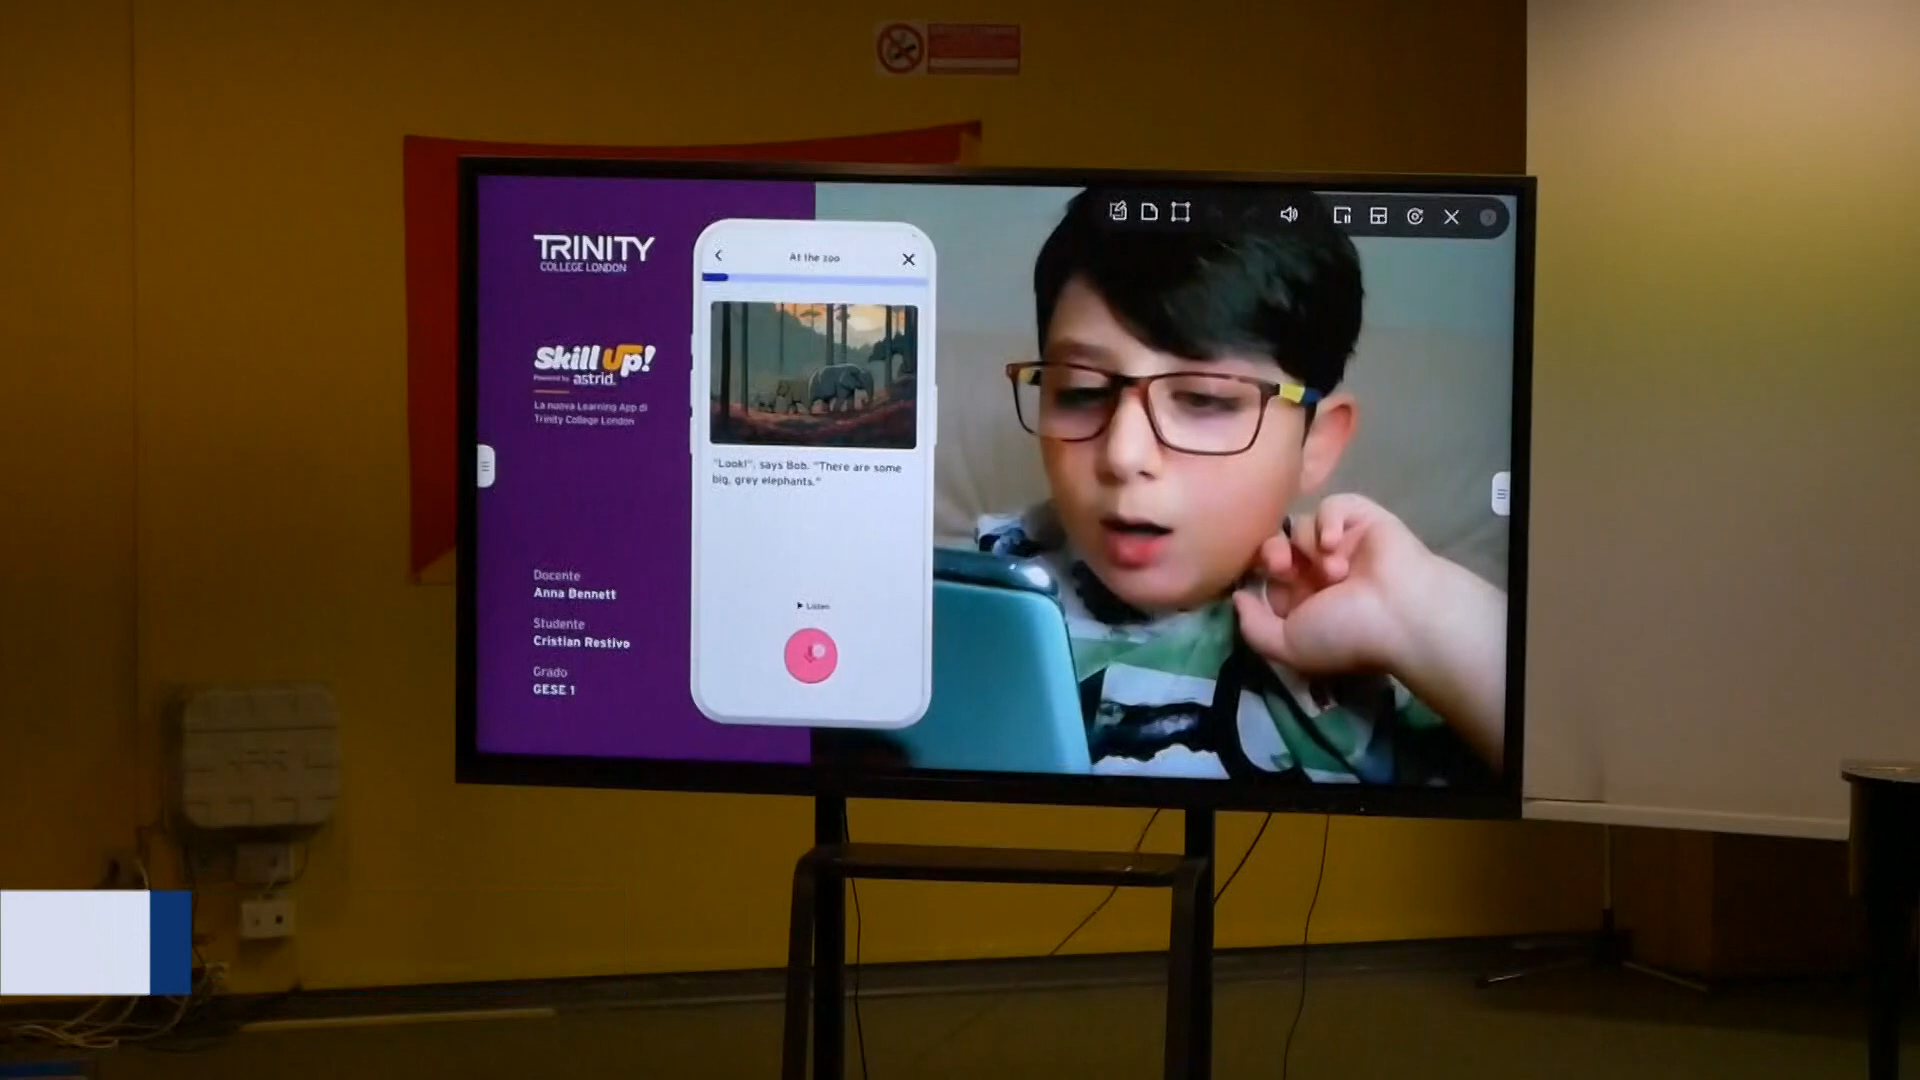 TRINITY
COLLEGE LONDON
Skill Up!
Powered by astrid
La nuova Learning App di
Trinity College London
Docente
Anna Bennett
Studente
Cristian Restivo
Grado
GESE 1
At the zoo
"Look!", says Bob. "There are some
big, grey elephants."
Listen